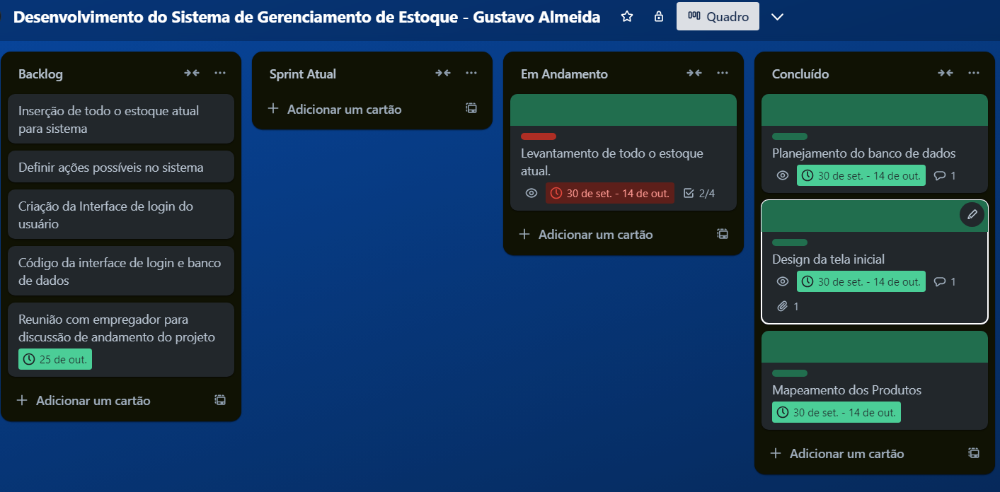 Desenvolvimento do Sistema de Gerenciamento de Estoque - Gustavo Almeida
Quadro
Backlog
Inserção de todo o estoque atual
para sistema
Definir ações possíveis no sistema
Criação da Interface de login do
usuário
Código da interface de login e banco
de dados
Reunião com empregador para
discussão de andamento do projeto
25 de out.
Adicionar um cartão
Sprint Atual
Adicionar um cartão
Em Andamento
Levantamento de todo o estoque
atual.
30 de set. - 14 de out. 2/4
Adicionar um cartão
Concluído
Planejamento do banco de dados
30 de set. - 14 de out. 1
Design da tela inicial
30 de set. - 14 de out. 1
1
Mapeamento dos Produtos
30 de set. - 14 de out.
Adicionar um cartão